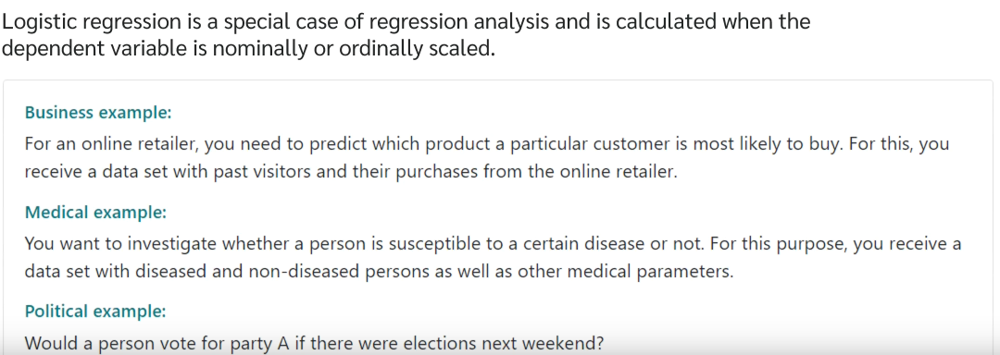 Logistic regression is a special case of regression analysis and is calculated when the
dependent variable is nominally or ordinally scaled.
Business example:
For an online retailer, you need to predict which product a particular customer is most likely to buy. For this, you
receive a data set with past visitors and their purchases from the online retailer.
Medical example:
You want to investigate whether a person is susceptible to a certain disease or not. For this purpose, you receive a
data set with diseased and non-diseased persons as well as other medical parameters.
Political example:
Would a person vote for party A if there were elections next weekend?